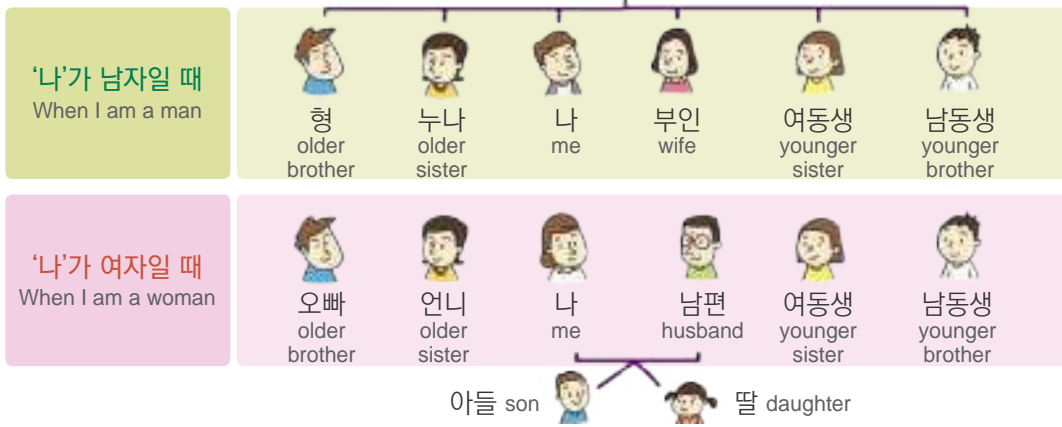 ‘나’가 남자일 때
When I am a man
형 누나 나 부인 여동생 남동생
older older me wife younger younger
brother sister sister brother
‘나’가 여자일 때
When I am a woman
오빠 언니 나 남편 여동생 남동생
older older me husband younger younger
brother sister sister brother
아들 son 딸 daughter